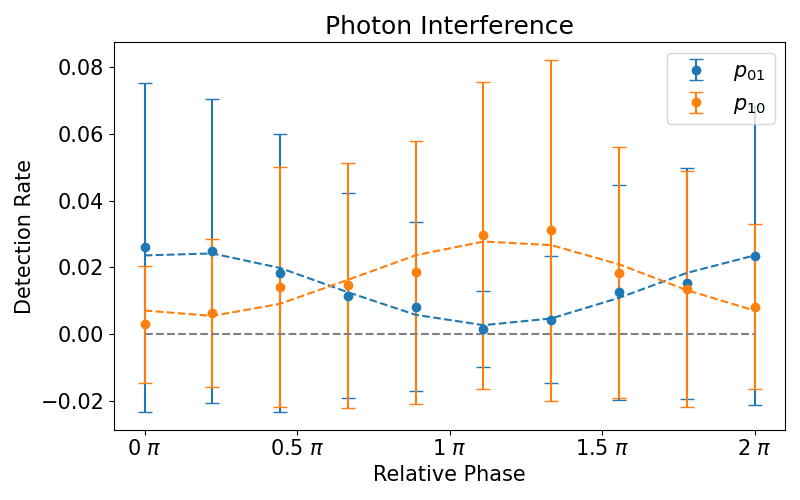 Photon Interference
Detection Rate
0.08
0.06
0.04
0.02
0.00
−0.02
p₀₁
p₁₀
0 π
0.5 π
1 π
1.5 π
2 π
Relative Phase